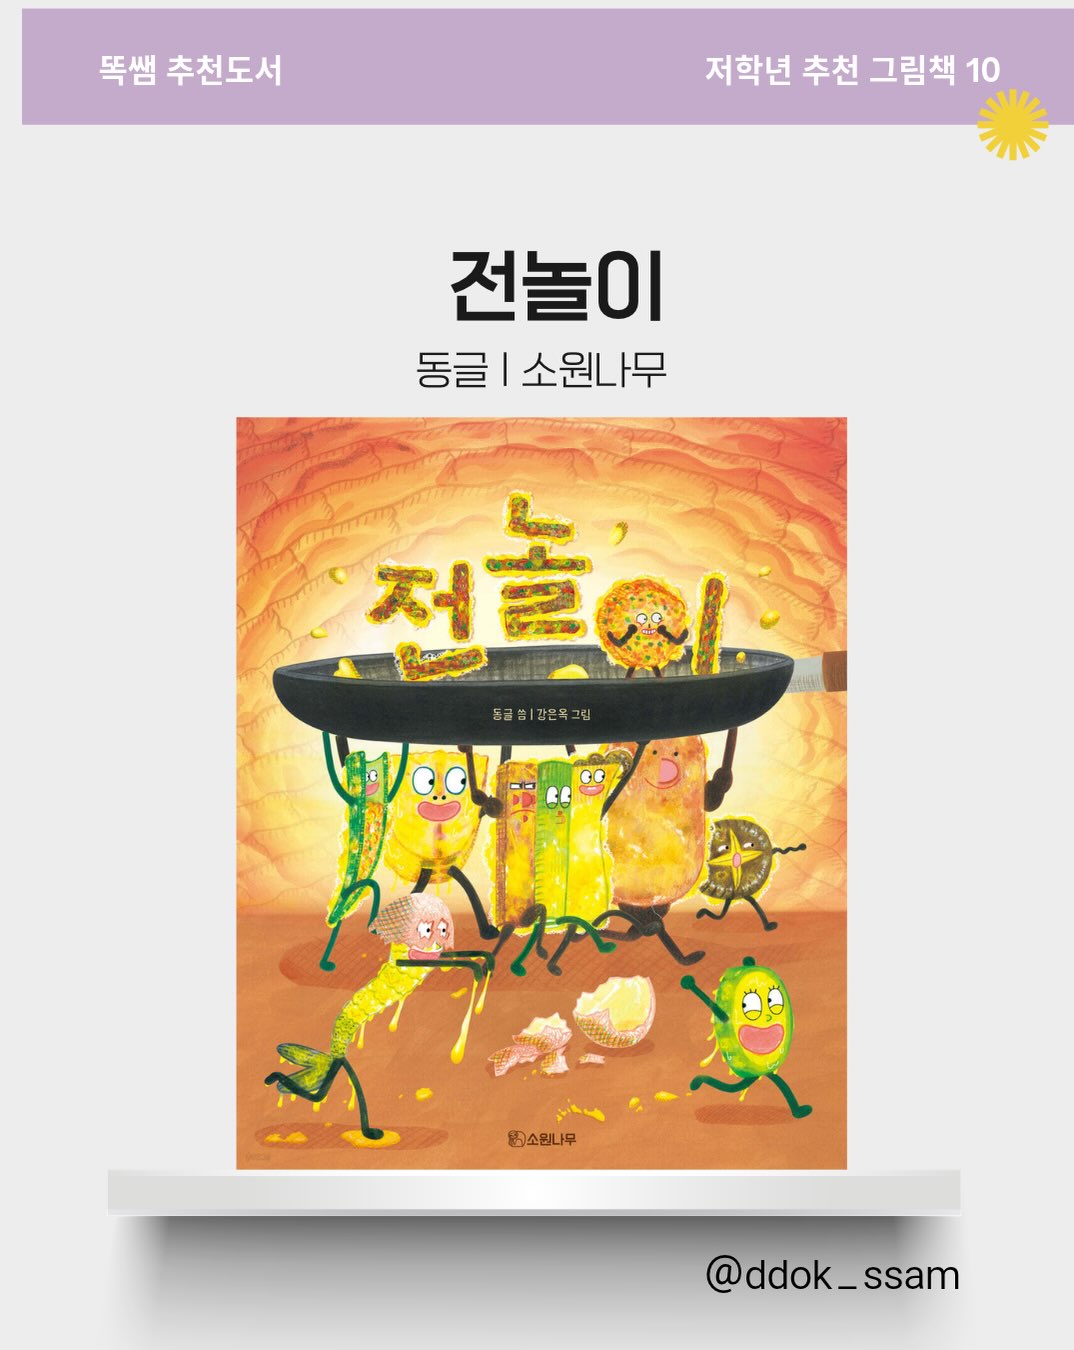 똑쌤 추천도서
저학년 추천 그림책 10
전놀이
동글 | 소원나무
전놀이
동글 씀 | 강은옥 그림
소원나무
@ddok_ssam